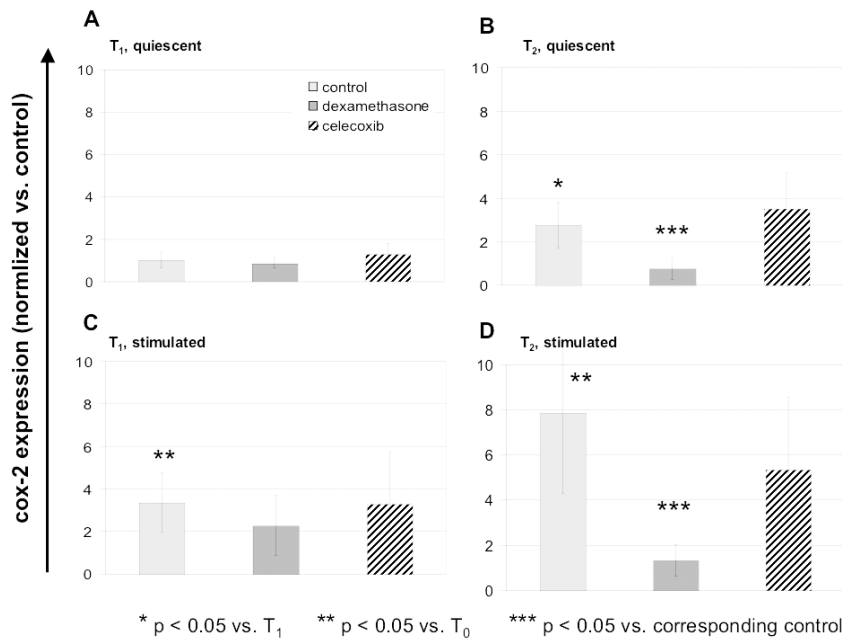 A
T1, quiescent
10
8
6
4
2
0
control
dexamethasone
celecoxib
B
T2, quiescent
10
8
6
4
2
0
*
***
cox-2 expression (normlized vs. control)
C
T1, stimulated
10
8
6
4
2
0
**
D
T2, stimulated
10
8
6
4
2
0
**
***
* p < 0.05 vs. T1
** p < 0.05 vs. T0
*** p < 0.05 vs. corresponding control